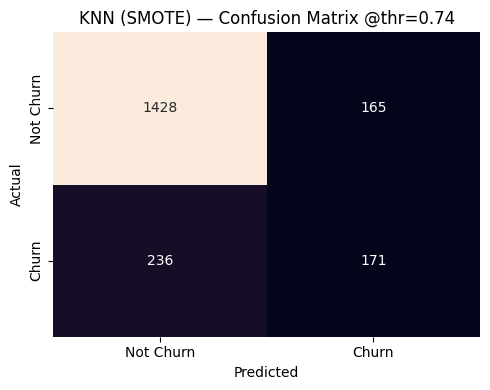 KNN (SMOTE) — Confusion Matrix @thr=0.74
Actual
Not Churn
1428
165
Churn
236
171
Not Churn
Churn
Predicted